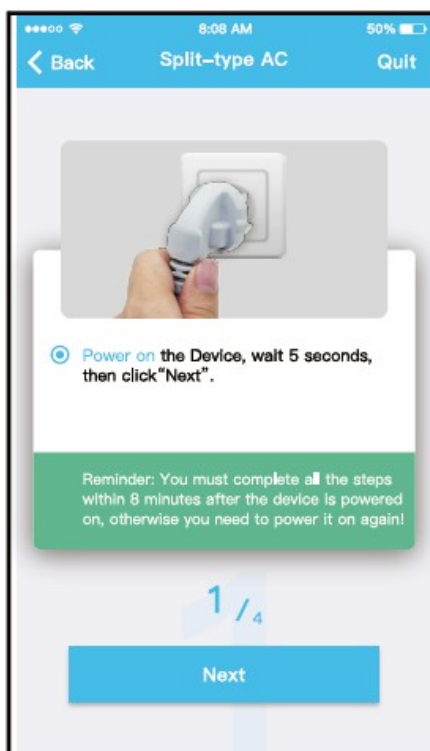 8:08 AM
50%
Back
Split-type AC
Quit
Power on the Device, wait 5 seconds,
then click“Next”.
Reminder: You must complete all the steps
within 8 minutes after the device is powered
on, otherwise you need to power it on again!
1 / 4
Next